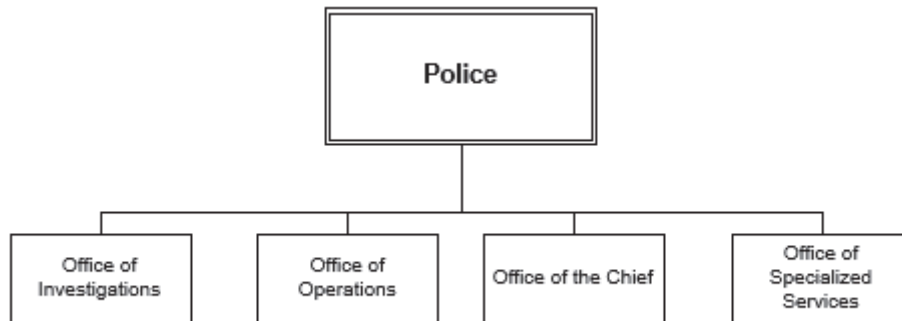 Police
Office of
Investigations
Office of
Operations
Office of the Chief
Office of
Specialized
Services